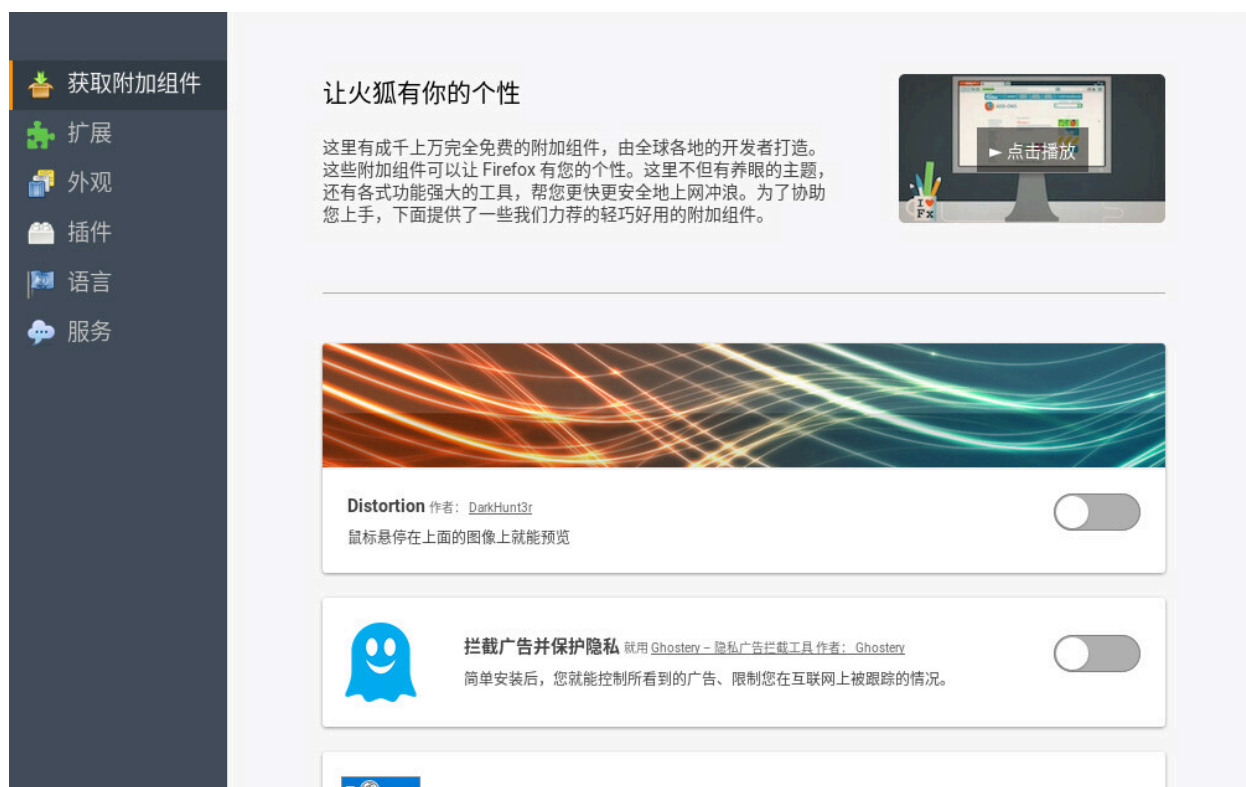 获取附加组件
扩展
外观
插件
语言
服务
让火狐有你的个性
这里有成千上万完全免费的附加组件，由全球各地的开发者打造。
这些附加组件可以让 Firefox 有您的个性。这里不但有养眼的主题，
还有各式功能强大的工具，帮您更快更安全地上网冲浪。为了协助
您上手，下面提供了一些我们力荐的轻巧好用的附加组件。
ADD-ONS
► 点击播放
I
Fx
Distortion 作者： DarkHunt3r
鼠标悬停在上面的图像上就能预览
拦截广告并保护隐私 就用 Ghostery – 隐私广告拦截工具 作者： Ghostery
简单安装后，您就能控制所看到的广告、限制您在互联网上被跟踪的情况。